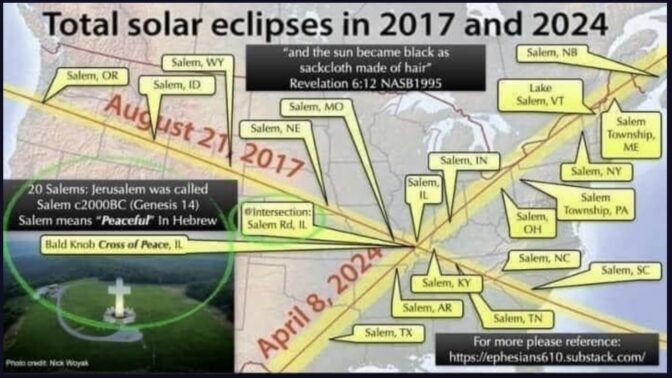 Total solar eclipses in 2017 and 2024
"and the sun became black as
sackcloth made of hair"
Revelation 6:12 NASB1995
Salem, OR
Salem, ID
Salem, WY
Salem, NE
Salem, MO
Salem, NB
Lake
Salem, VT
Salem
Township,
ME
Salem, NY
Salem
Township, PA
Salem, IN
Salem,
IL
Salem,
OH
August 21, 2017
20 Salems: Jerusalem was called
Salem c2000BC (Genesis 14)
Salem means "Peaceful" In Hebrew
@Intersection:
Salem Rd, IL
Bald Knob Cross of Peace, IL
April 8, 2024
Salem, NC
Salem, SC
Salem, KY
Salem, AR
Salem, TN
Salem, TX
For more please reference:
https://ephesians610.substack.com/
Photo credit: Nick Woyak